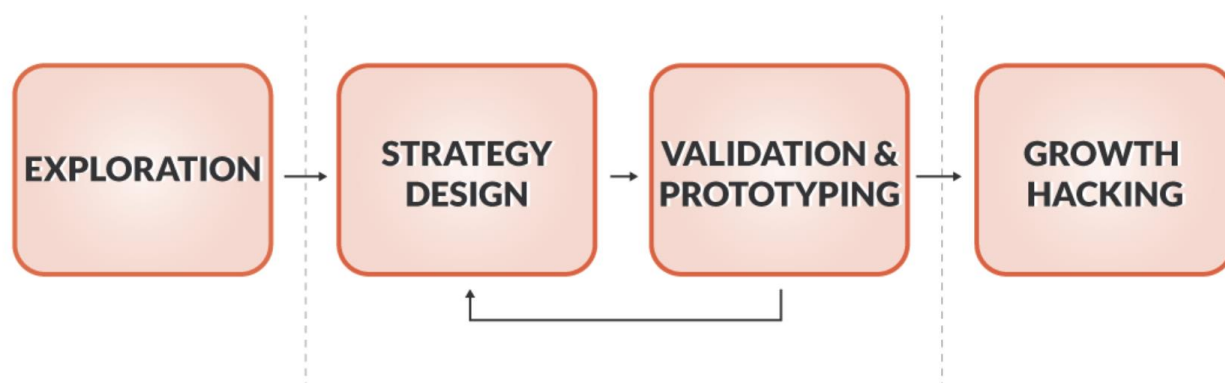 EXPLORATION
STRATEGY
DESIGN
VALIDATION &
PROTOTYPING
GROWTH
HACKING